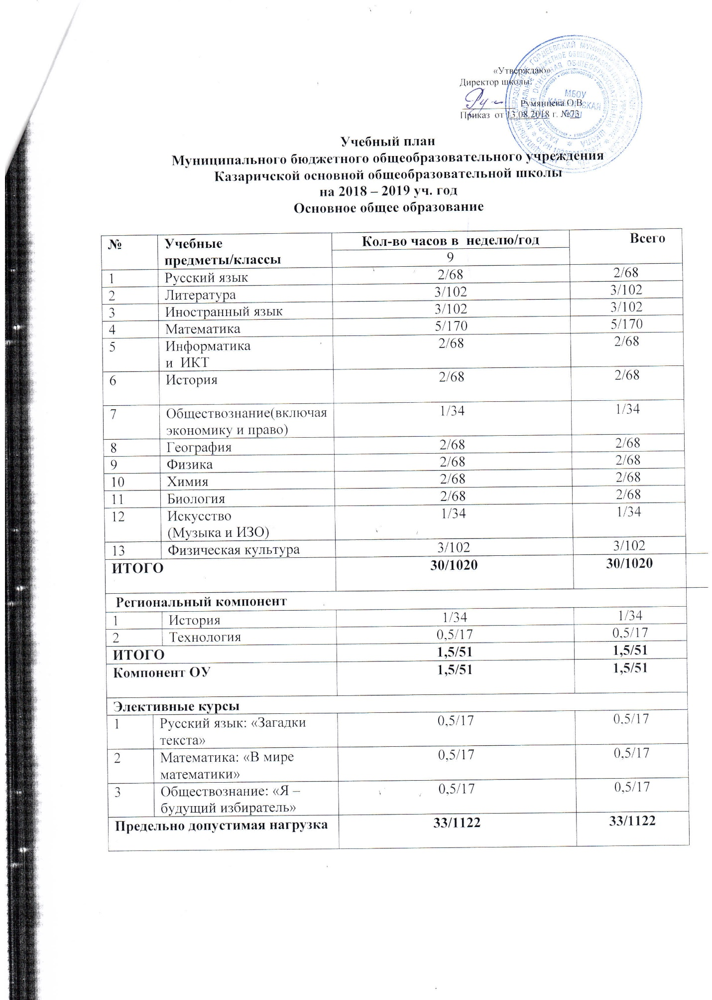 «Утверждаю»
Директор школы:
Румянцева О.В.
Приказ от 13.08.2018 г. №73
МБОУ
КАЗАРИЧСКАЯ
ООШ
Учебный план
Муниципального бюджетного общеобразовательного учреждения
Казаричской основной общеобразовательной школы
на 2018 – 2019 уч. год
Основное общее образование
№ Учебные предметы/классы Кол-во часов в неделю/год Всего
9
1 Русский язык 2/68 2/68
2 Литература 3/102 3/102
3 Иностранный язык 3/102 3/102
4 Математика 5/170 5/170
5 Информатика 2/68 2/68
и ИКТ
6 История 2/68 2/68
7 Обществознание(включая 1/34 1/34
экономику и право)
8 География 2/68 2/68
9 Физика 2/68 2/68
10 Химия 2/68 2/68
11 Биология 2/68 2/68
12 Искусство 1/34 1/34
(Музыка и ИЗО)
13 Физическая культура 3/102 3/102
ИТОГО 30/1020 30/1020
Региональный компонент
1 История 1/34 1/34
2 Технология 0,5/17 0,5/17
ИТОГО 1,5/51 1,5/51
Компонент ОУ 1,5/51 1,5/51
Элективные курсы
1 Русский язык: «Загадки 0,5/17 0,5/17
текста»
2 Математика: «В мире 0,5/17 0,5/17
математики»
3 Обществознание: «Я – 0,5/17 0,5/17
будущий избиратель»
Предельно допустимая нагрузка 33/1122 33/1122